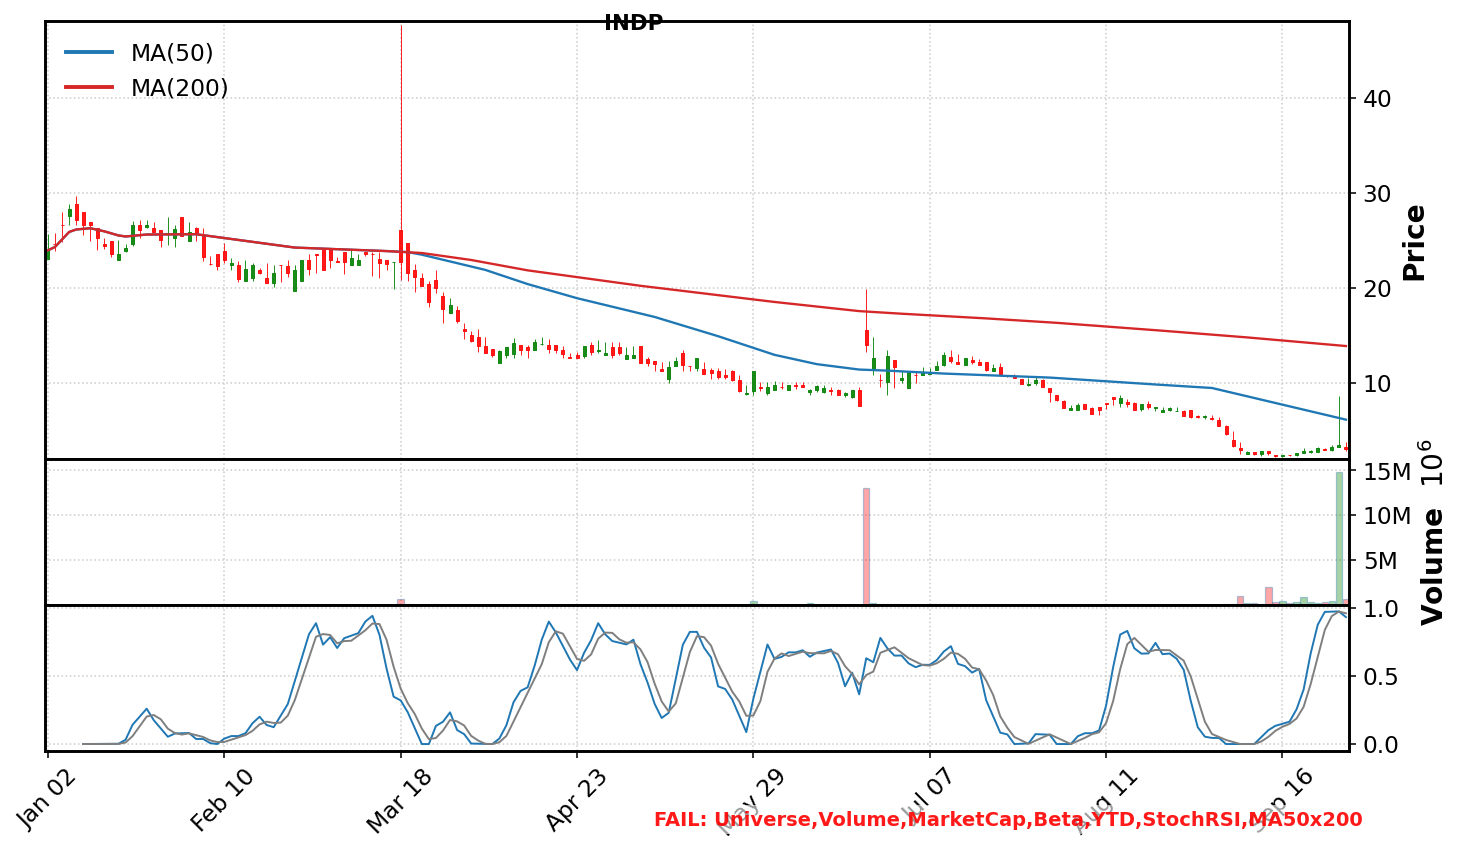 INDP
MA(50)
MA(200)
40
30
20
10
Price
15M
10M
5M
Volume 10⁶
1.0
0.5
0.0
Jan 02
Feb 10
Mar 18
Apr 23
May 29
Jul 07
Aug 11
Sep 16
FAIL: Universe,Volume,MarketCap,Beta,YTD,StochRSI,MA50x200